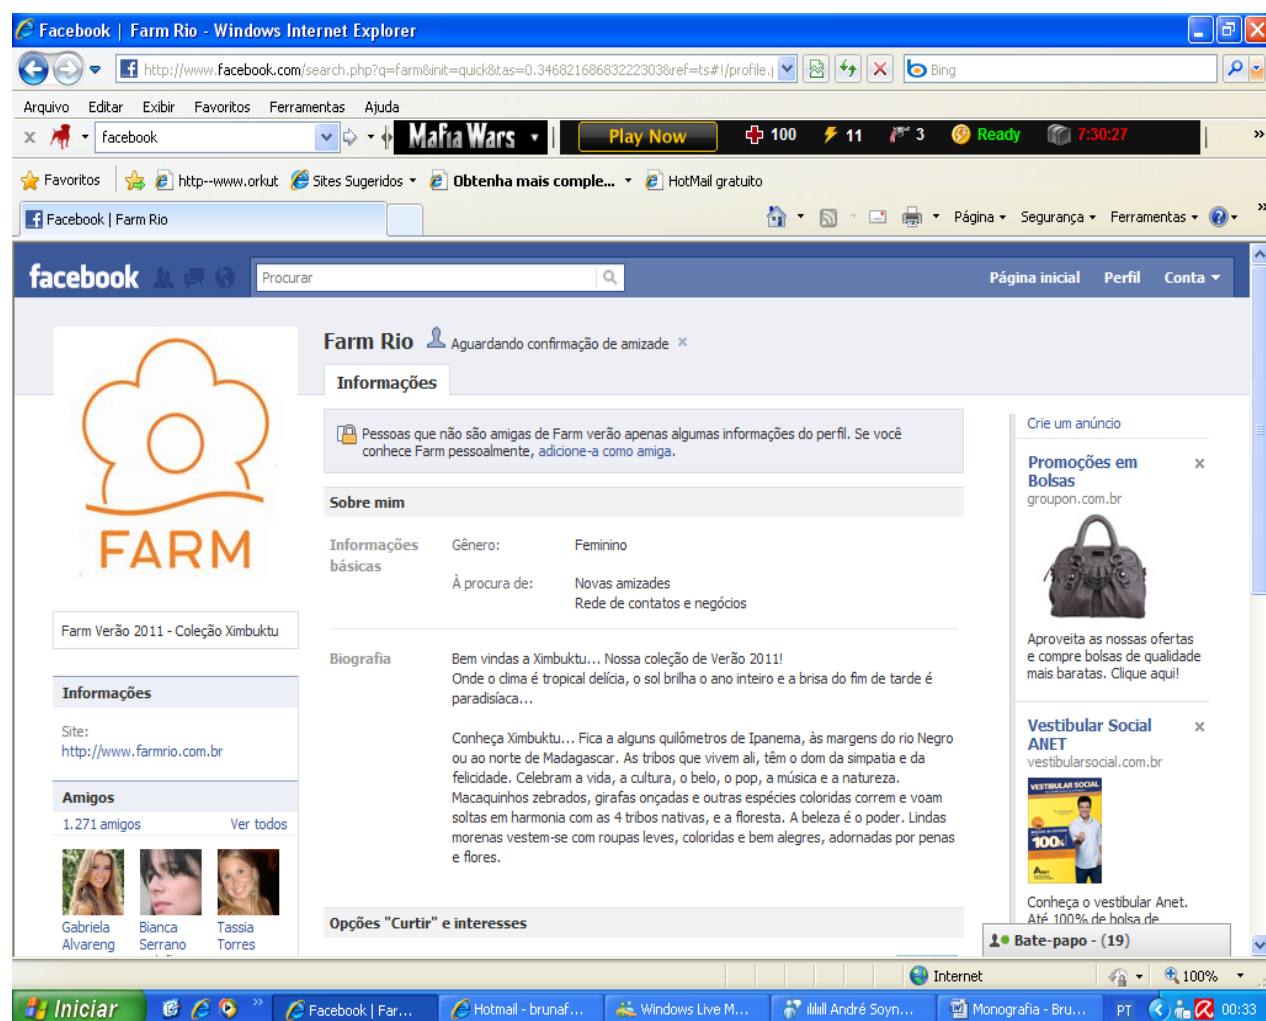 Facebook | Farm Rio - Windows Internet Explorer
http://www.facebook.com/search.php?q=farm&init=quick&tas=0.3468216868322230３&ref=ts#!/profile.
Bing
Arquivo Editar Exibir Favoritos Ferramentas Ajuda
facebook
Mafia Wars
Play Now
100 11 3 Ready 7:30:27
Favoritos http--www.orkut Sites Sugeridos Obtenha mais comple... HotMail gratuito
Facebook | Farm Rio
Página Segurança Ferramentas
facebook
Procurar
Página inicial Perfil Conta
Farm Rio Aguardando confirmação de amizade
Informações
FARM
Pessoas que não são amigas de Farm verão apenas algumas informações do perfil. Se você
conhece Farm pessoalmente, adicione-a como amiga.
Sobre mim
Informações
básicas
Gênero: Feminino
À procura de: Novas amizades
Rede de contatos e negócios
Biografia
Bem vindas a Ximbuktu... Nossa coleção de Verão 2011!
Onde o clima é tropical delícia, o sol brilha o ano inteiro e a brisa do fim de tarde é
paradisíaca...
Conheça Ximbuktu... Fica a alguns quilômetros de Ipanema, às margens do rio Negro
ou ao norte de Madagascar. As tribos que vivem ali, têm o dom da simpatia e da
felicidade. Celebram a vida, a cultura, o belo, o pop, a música e a natureza.
Macaquinhos zebrados, girafas onçadas e outras espécies coloridas correm e voam
soltas em harmonia com as 4 tribos nativas, e a floresta. A beleza é o poder. Lindas
morenas vestem-se com roupas leves, coloridas e bem alegres, adornadas por penas
e flores.
Opções "Curtir" e interesses
Farm Verão 2011 - Coleção Ximbuktu
Informações
Site:
http://www.farmrio.com.br
Amigos
1.271 amigos Ver todos
Gabriela
Alvareng
Bianca
Serrano
Tassia
Torres
Crie um anúncio
Promoções em
Bolsas
groupon.com.br
Aproveita as nossas ofertas
e compre bolsas de qualidade
mais baratas. Clique aqui!
Vestibular Social
ANET
vestibularsocial.com.br
VESTIBULAR SOCIAL
100%
Conheça o vestibular Anet.
Até 100% de bolsa de
Bate-papo - (19)
Internet
100%
Iniciar
Facebook | Far...
Hotmail - brunaf...
Windows Live M...
André Soyn...
Monografia - Bru...
PT
00:33